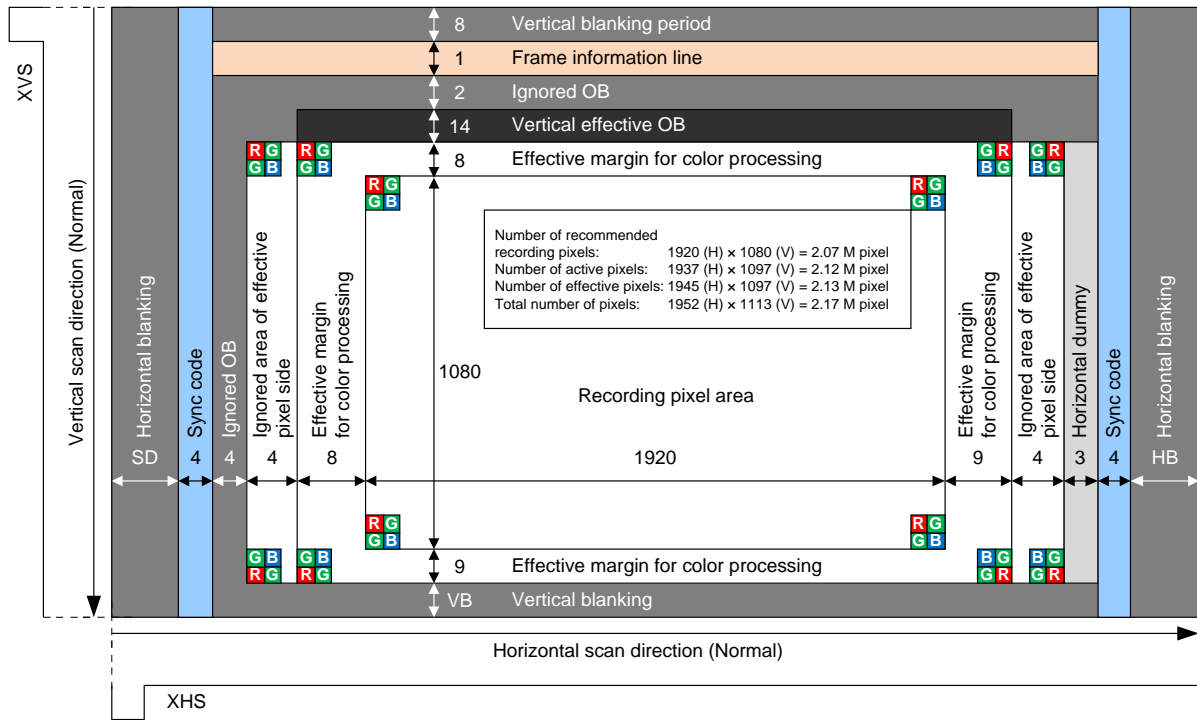 XVS
Vertical scan direction (Normal)
8 Vertical blanking period
1 Frame information line
2 Ignored OB
14 Vertical effective OB
R G R G 8 Effective margin for color processing G R G R
G B G B B G B G
R G R G
G B G B
Number of recommended
recording pixels: 1920 (H) × 1080 (V) = 2.07 M pixel
Number of active pixels: 1937 (H) × 1097 (V) = 2.12 M pixel
Number of effective pixels: 1945 (H) × 1097 (V) = 2.13 M pixel
Total number of pixels: 1952 (H) × 1113 (V) = 2.17 M pixel
Horizontal blanking
SD
Sync code
4
Ignored OB
4
Ignored area of effective
pixel side
4
Effective margin
for color processing
8
1080
Recording pixel area
1920
Effective margin
for color processing
9
Ignored area of effective
pixel side
4
Horizontal dummy
3
Sync code
4
Horizontal blanking
HB
R G R G
G B G B
G B G B 9 Effective margin for color processing B G G B
R G R G G R B G
VB Vertical blanking
Horizontal scan direction (Normal)
XHS